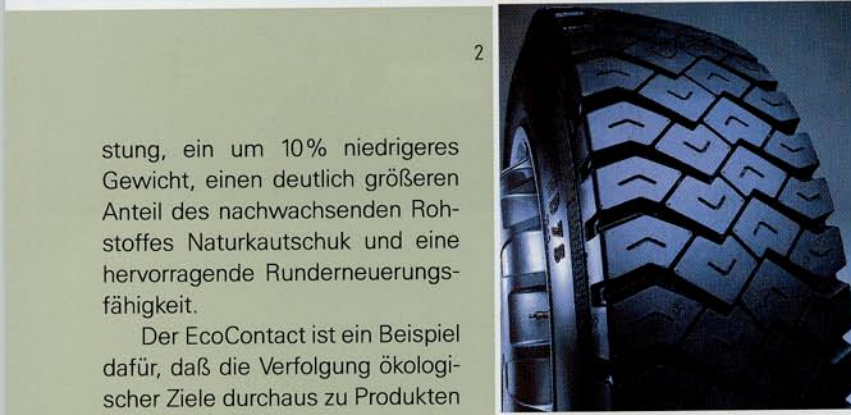 2
stung, ein um 10% niedrigeres
Gewicht, einen deutlich größeren
Anteil des nachwachsenden Roh-
stoffes Naturkautschuk und eine
hervorragende Runderneuerungs-
fähigkeit.
Der EcoContact ist ein Beispiel
dafür, daß die Verfolgung ökologi-
scher Ziele durchaus zu Produkten